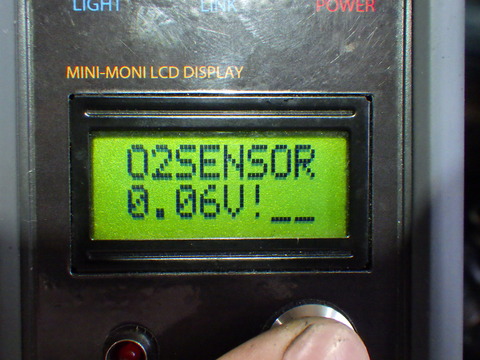 LIGHT LINK POWER
MINI-MONI LCD DISPLAY
O2SENSOR
0.06V!__